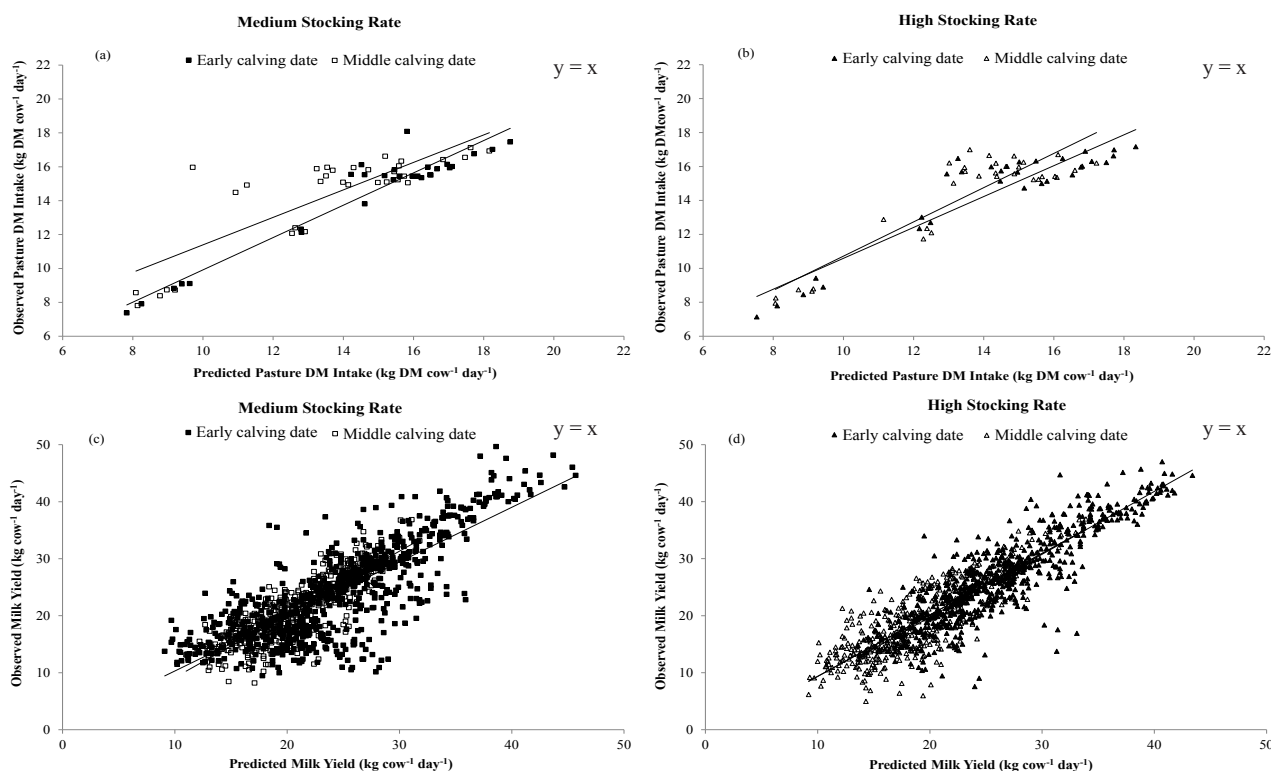 Medium Stocking Rate
(a)
■ Early calving date □ Middle calving date
y = x
Observed Pasture DM Intake (kg DM cow⁻¹ day⁻¹)
22
20
18
16
14
12
10
8
6
6 8 10 12 14 16 18 20 22
Predicted Pasture DM Intake (kg DM cow⁻¹ day⁻¹)
High Stocking Rate
(b)
▲ Early calving date △ Middle calving date
y = x
Observed Pasture DM Intake (kg DMcow⁻¹ day⁻¹)
22
20
18
16
14
12
10
8
6
6 8 10 12 14 16 18 20 22
Predicted Pasture DM Intake (kg DM cow⁻¹ day⁻¹)
Medium Stocking Rate
(c)
■ Early calving date □ Middle calving date
y = x
Observed Milk Yield (kg cow⁻¹ day⁻¹)
50
40
30
20
10
0
0 10 20 30 40 50
Predicted Milk Yield (kg cow⁻¹ day⁻¹)
High Stocking Rate
(d)
▲ Early calving date △ Middle calving date
y = x
Observed Milk Yield (kg cow⁻¹ day⁻¹)
50
40
30
20
10
0
0 10 20 30 40 50
Predicted Milk Yield (kg cow⁻¹ day⁻¹)